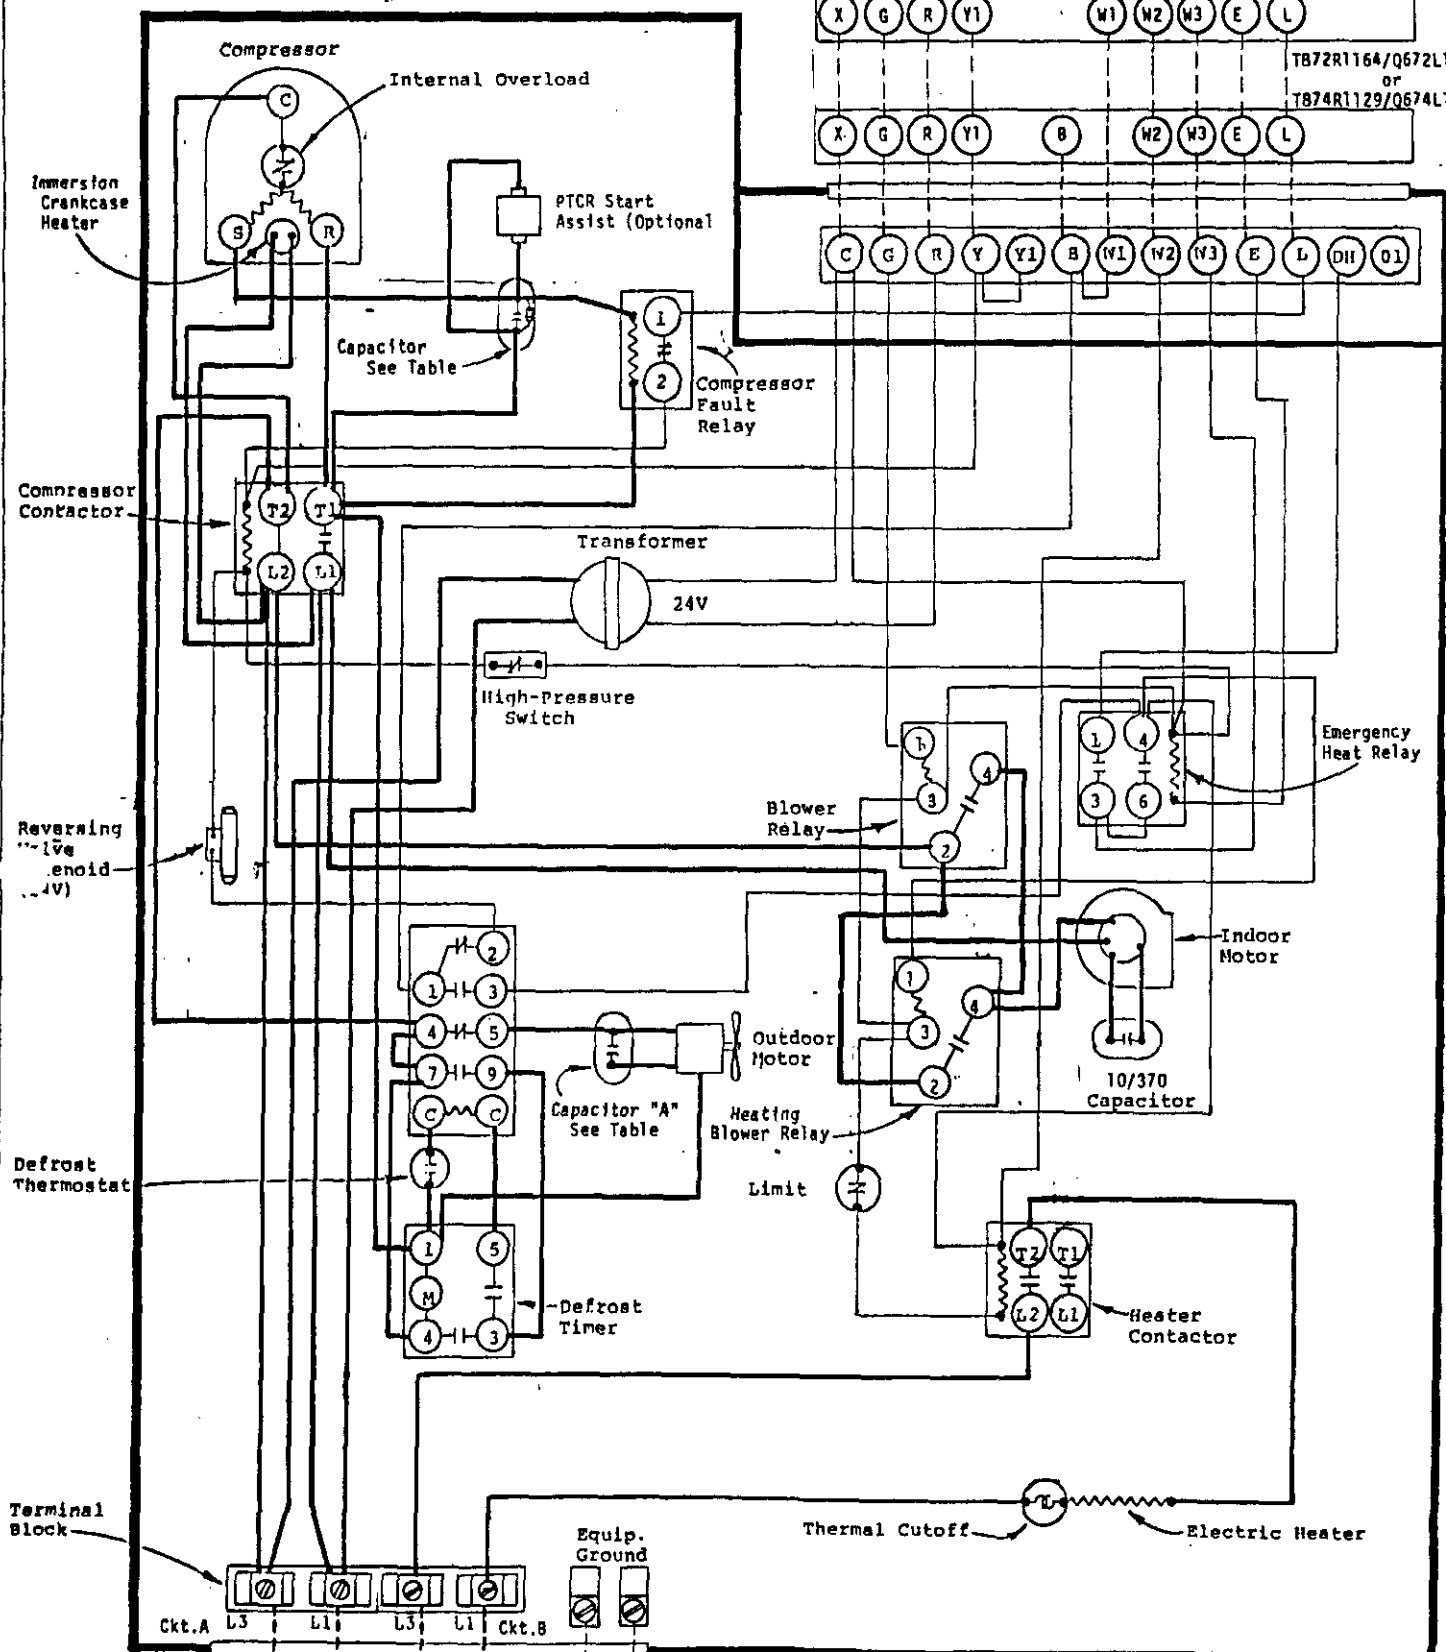 X G R Y1 W1 W2 W3 E L
TB72R1164/Q672L
or
TB74R1129/Q674L
X G R Y1 B W2 W3 E L
C G R Y Y1 B W1 W2 W3 E L DH O1
Compressor
Internal Overload
C
S R
Immersion
Crankcase
Heater
PTCR Start
Assist (Optional
Capacitor
See Table
1
2
Compressor
Fault
Relay
Compressor
Contactor
T2 T1
L2 L1
Transformer
24V
High-Pressure
Switch
Emergency
Heat Relay
1 4
3 6
Blower
Relay
4
3
2
Reversing
enoid
Indoor
Motor
10/370
Capacitor
2
1 3
4 5
7 9
C C
Outdoor
Motor
Capacitor "A"
See Table
1
4
3
2
Heating
Blower Relay
Defrost
Thermostat
Limit
1 5
M
4 3
Defrost
Timer
T2 T1
L2 L1
Heater
Contactor
Thermal Cutoff
Electric Heater
Terminal
Block
Equip.
Ground
Ckt.A L3 L1 L3 L1 Ckt.B